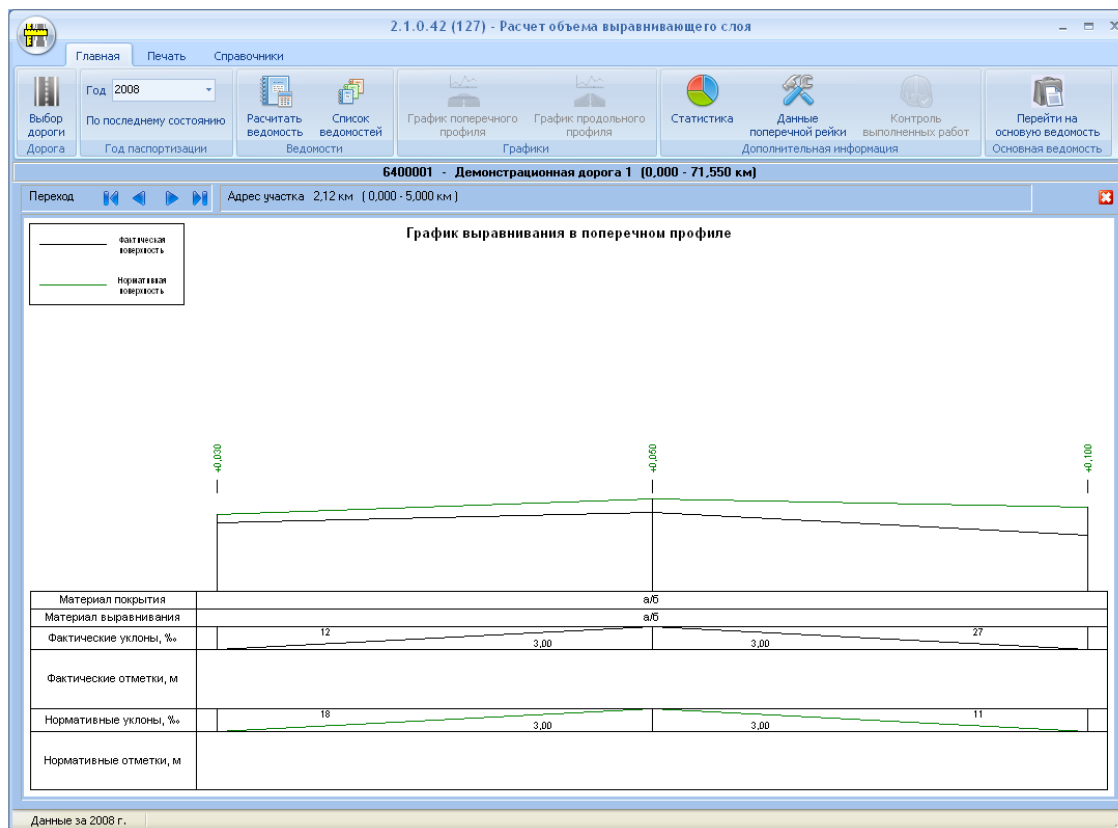 2.1.0.42 (127) - Расчет объема выравнивающего слоя
Главная Печать Справочники
Выбор дороги
Дорога
Год 2008
По последнему состоянию
Год паспортизации
Расчитать ведомость
Список ведомостей
Ведомости
График поперечного профиля
График продольного профиля
Графики
Статистика
Данные поперечной рейки
Контроль выполненных работ
Дополнительная информация
Перейти на основую ведомость
Основная ведомость
6400001 - Демонстрационная дорога 1 (0,000 - 71,550 км)
Переход
Адрес участка 2,12 км ( 0,000 - 5,000 км )
График выравнивания в поперечном профиле
Фактическая
поверхность
Нормативная
поверхность
+0,030 +0,050 +0,100
Материал покрытия а/б
Материал выравнивания а/б
Фактические уклоны, ‰ 12 3,00 3,00 27
Фактические отметки, м
Нормативные уклоны, ‰ 18 3,00 3,00 11
Нормативные отметки, м
Данные за 2008 г.